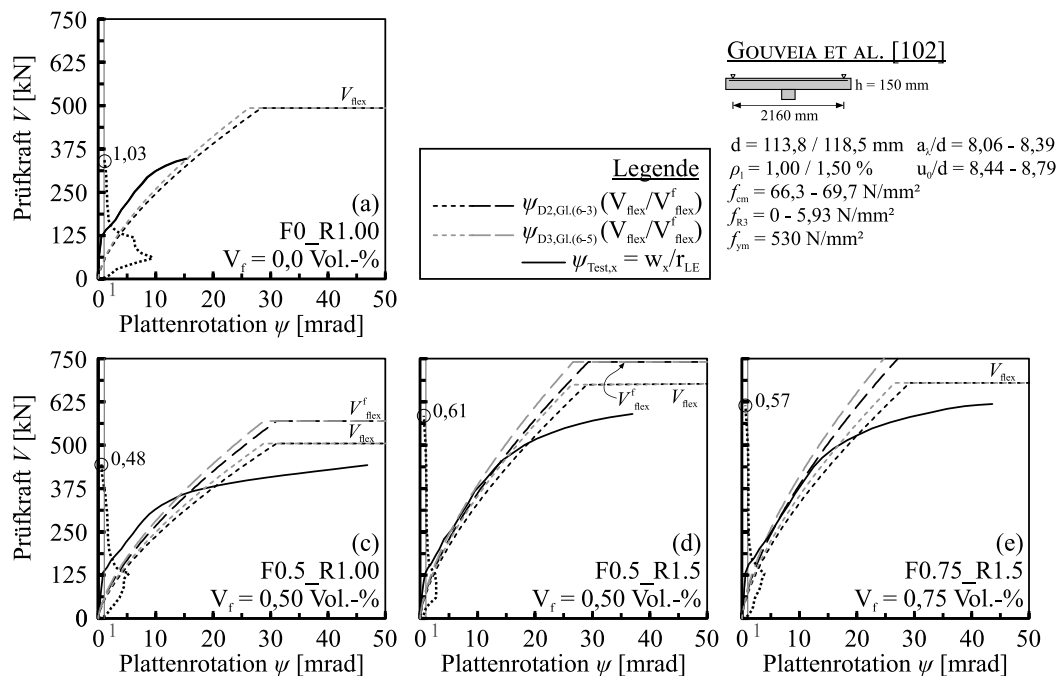 Prüfkraft V [kN]
750
625
500
375
250
125
0
V_flex
1,03
(a)
F0_R1.00
V_f = 0,0 Vol.-%
0 1 10 20 30 40 50
Plattenrotation ψ [mrad]
Legende
ψ_D2,Gl.(6-3) (V_flex/V^f_flex)
ψ_D3,Gl.(6-5) (V_flex/V^f_flex)
ψ_Test,x = w_x/r_LE
GOUVEIA ET AL. [102]
h = 150 mm
2160 mm
d = 113,8 / 118,5 mm a_λ/d = 8,06 - 8,39
ρ_l = 1,00 / 1,50 % u_0/d = 8,44 - 8,79
f_cm = 66,3 - 69,7 N/mm²
f_R3 = 0 - 5,93 N/mm²
f_ym = 530 N/mm²
Prüfkraft V [kN]
750
625
500
375
250
125
0
V^f_flex
V_flex
0,48
(c)
F0.5_R1.00
V_f = 0,50 Vol.-%
0 1 10 20 30 40 50
Plattenrotation ψ [mrad]
V^f_flex
V_flex
0,61
(d)
F0.5_R1.5
V_f = 0,50 Vol.-%
0 1 10 20 30 40 50
Plattenrotation ψ [mrad]
V_flex
0,57
(e)
F0.75_R1.5
V_f = 0,75 Vol.-%
0 1 10 20 30 40 50
Plattenrotation ψ [mrad]